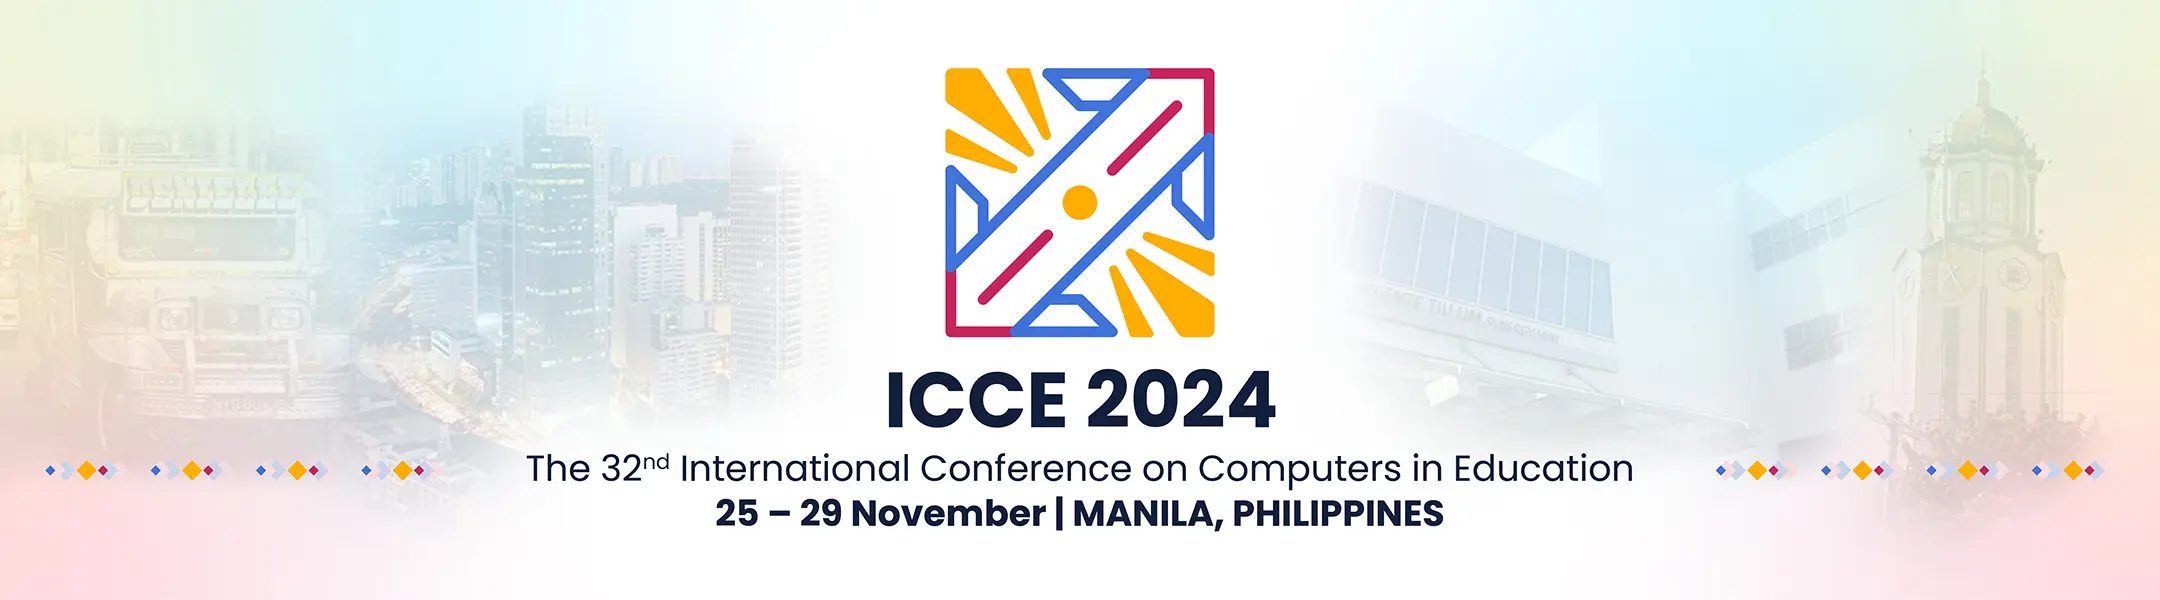 ICCE 2024
The 32nd International Conference on Computers in Education
25 – 29 November | MANILA, PHILIPPINES